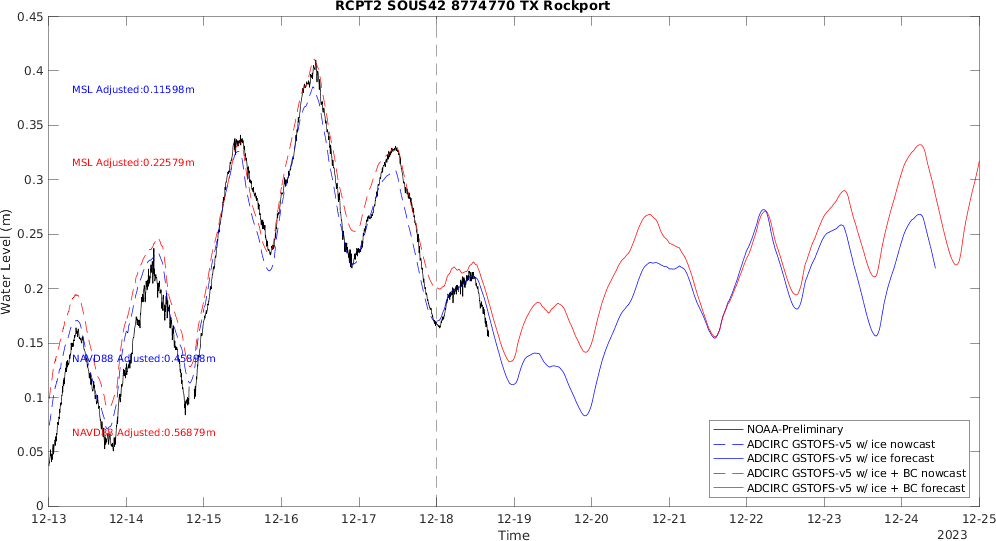 RCPT2 SOUS42 8774770 TX Rockport
0.45
0.4
0.35
0.3
0.25
0.2
0.15
0.1
0.05
0
Water Level (m)
MSL Adjusted:0.11598m
MSL Adjusted:0.22579m
NAVD88 Adjusted:0.45898m
NAVD88 Adjusted:0.56879m
NOAA-Preliminary
ADCIRC GSTOFS-v5 w/ ice nowcast
ADCIRC GSTOFS-v5 w/ ice forecast
ADCIRC GSTOFS-v5 w/ ice + BC nowcast
ADCIRC GSTOFS-v5 w/ ice + BC forecast
12-13 12-14 12-15 12-16 12-17 12-18 12-19 12-20 12-21 12-22 12-23 12-24 12-25
Time
2023